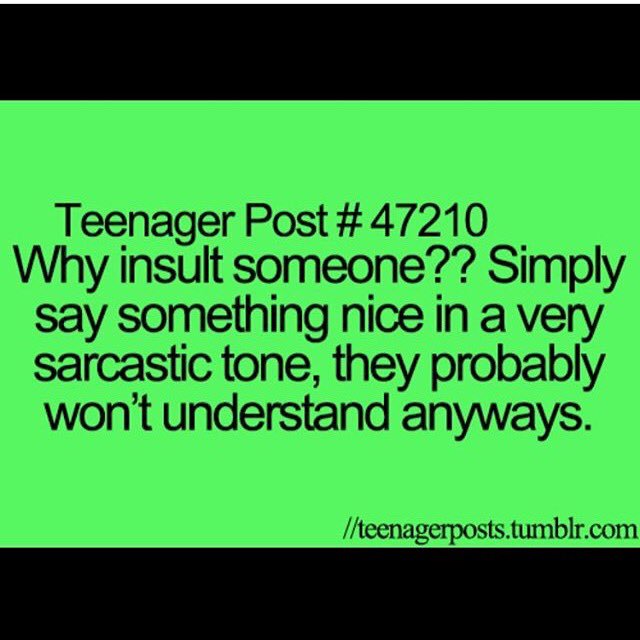 Teenager Post # 47210
Why insult someone?? Simply
say something nice in a very
sarcastic tone, they probably
won't understand anyways.
//teenagerposts.tumblr.com